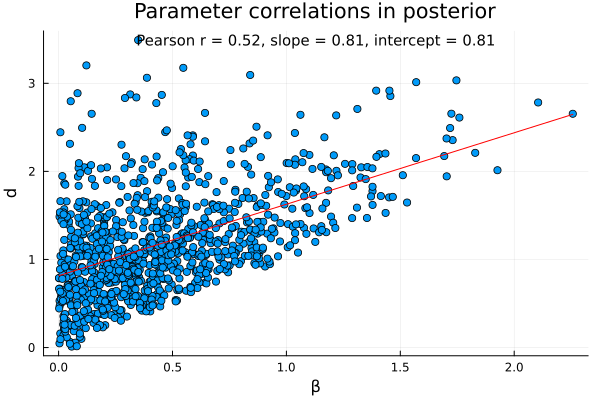 Parameter correlations in posterior
Pearson r = 0.52, slope = 0.81, intercept = 0.81
3
2
d
1
0
0.0 0.5 1.0 1.5 2.0
β